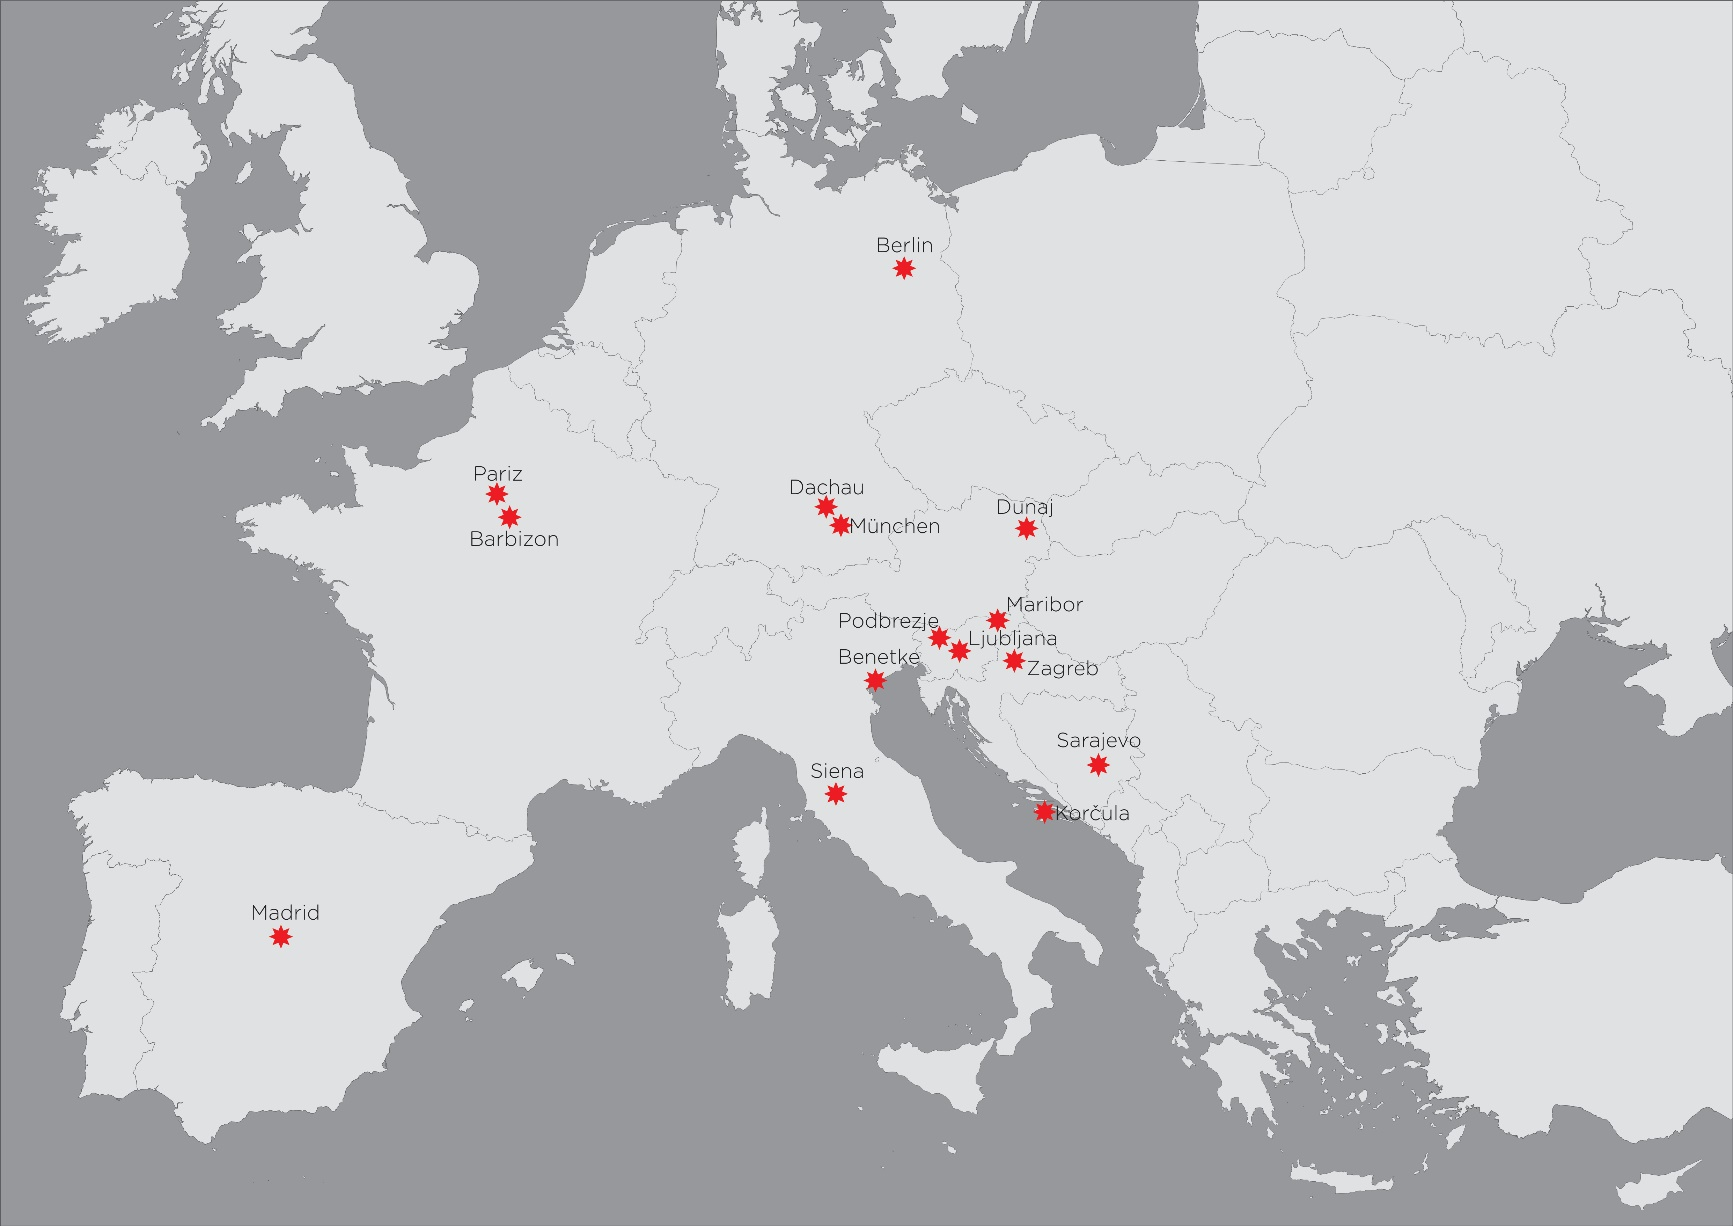 Berlin
Pariz
Dachau
Dunaj
München
Barbizon
Maribor
Podbrezje
Ljubljana
Benetke
Zagreb
Sarajevo
Siena
Korčula
Madrid